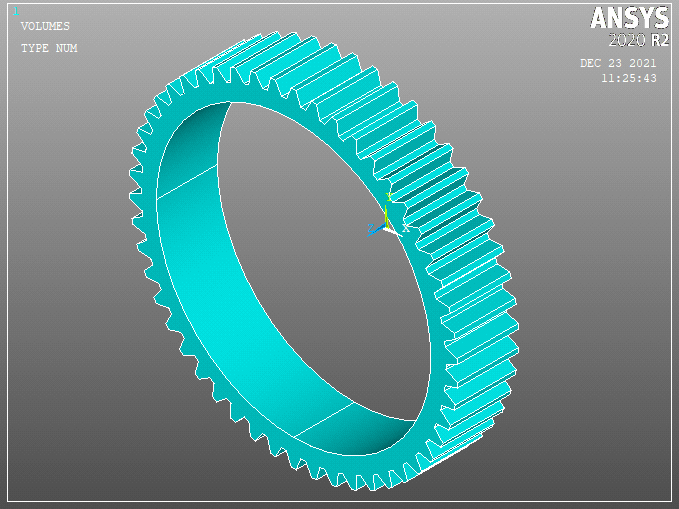 1
VOLUMES
TYPE NUM
ANSYS
2020 R2
DEC 23 2021
11:25:43
Y
Z
X